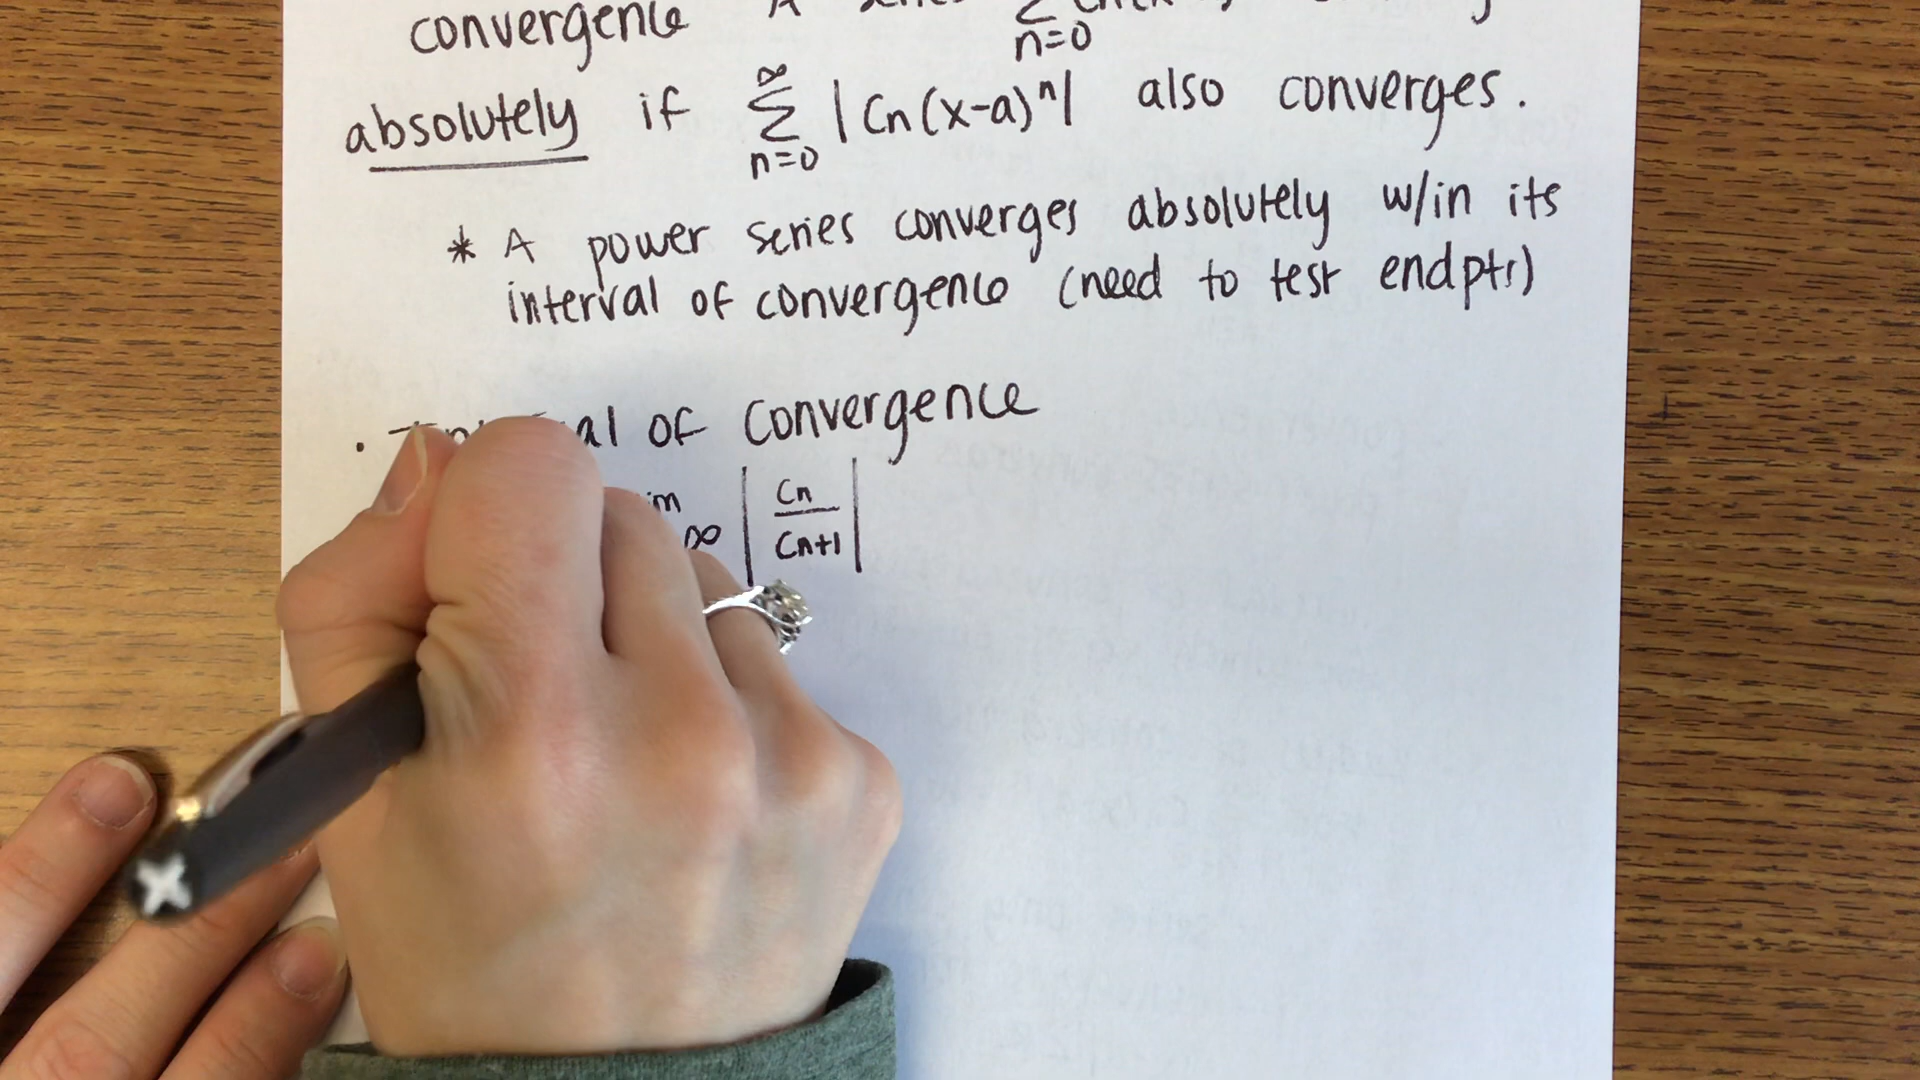 convergence A
n=0
absolutely if ∞ Σ n=0 |Cn(x-a)^n| also converges.
* A power series converges absolutely w/in its
interval of convergence (need to test endpts)
· of Convergence
∞ | Cn / Cn+1 |